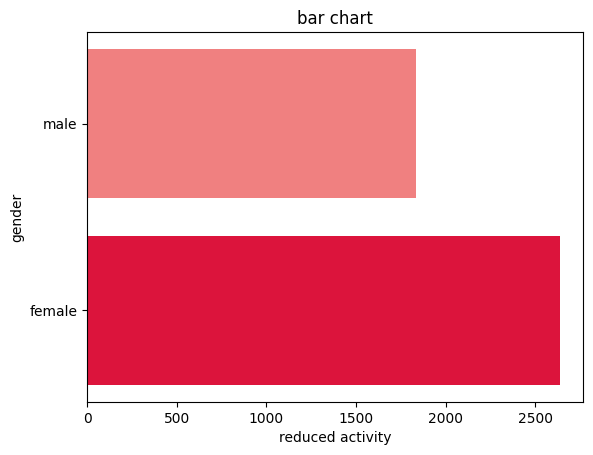 bar chart
male
gender
female
0 500 1000 1500 2000 2500
reduced activity